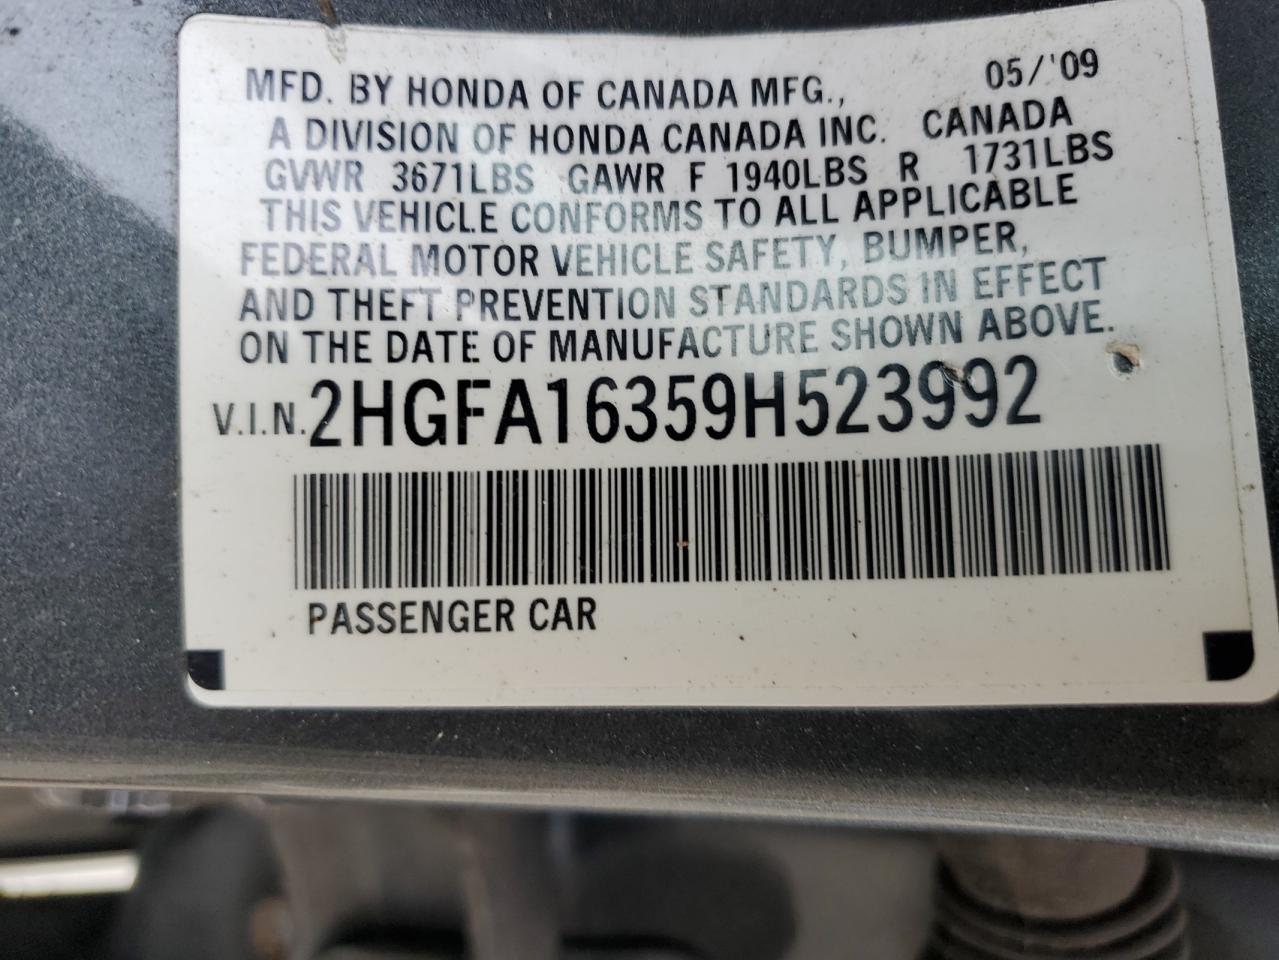 MFD. BY HONDA OF CANADA MFG., 05/'09
A DIVISION OF HONDA CANADA INC. CANADA
GVWR 3671LBS GAWR F 1940LBS R 1731LBS
THIS VEHICLE CONFORMS TO ALL APPLICABLE
FEDERAL MOTOR VEHICLE SAFETY, BUMPER,
AND THEFT PREVENTION STANDARDS IN EFFECT
ON THE DATE OF MANUFACTURE SHOWN ABOVE.
V.I.N. 2HGFA16359H523992
PASSENGER CAR